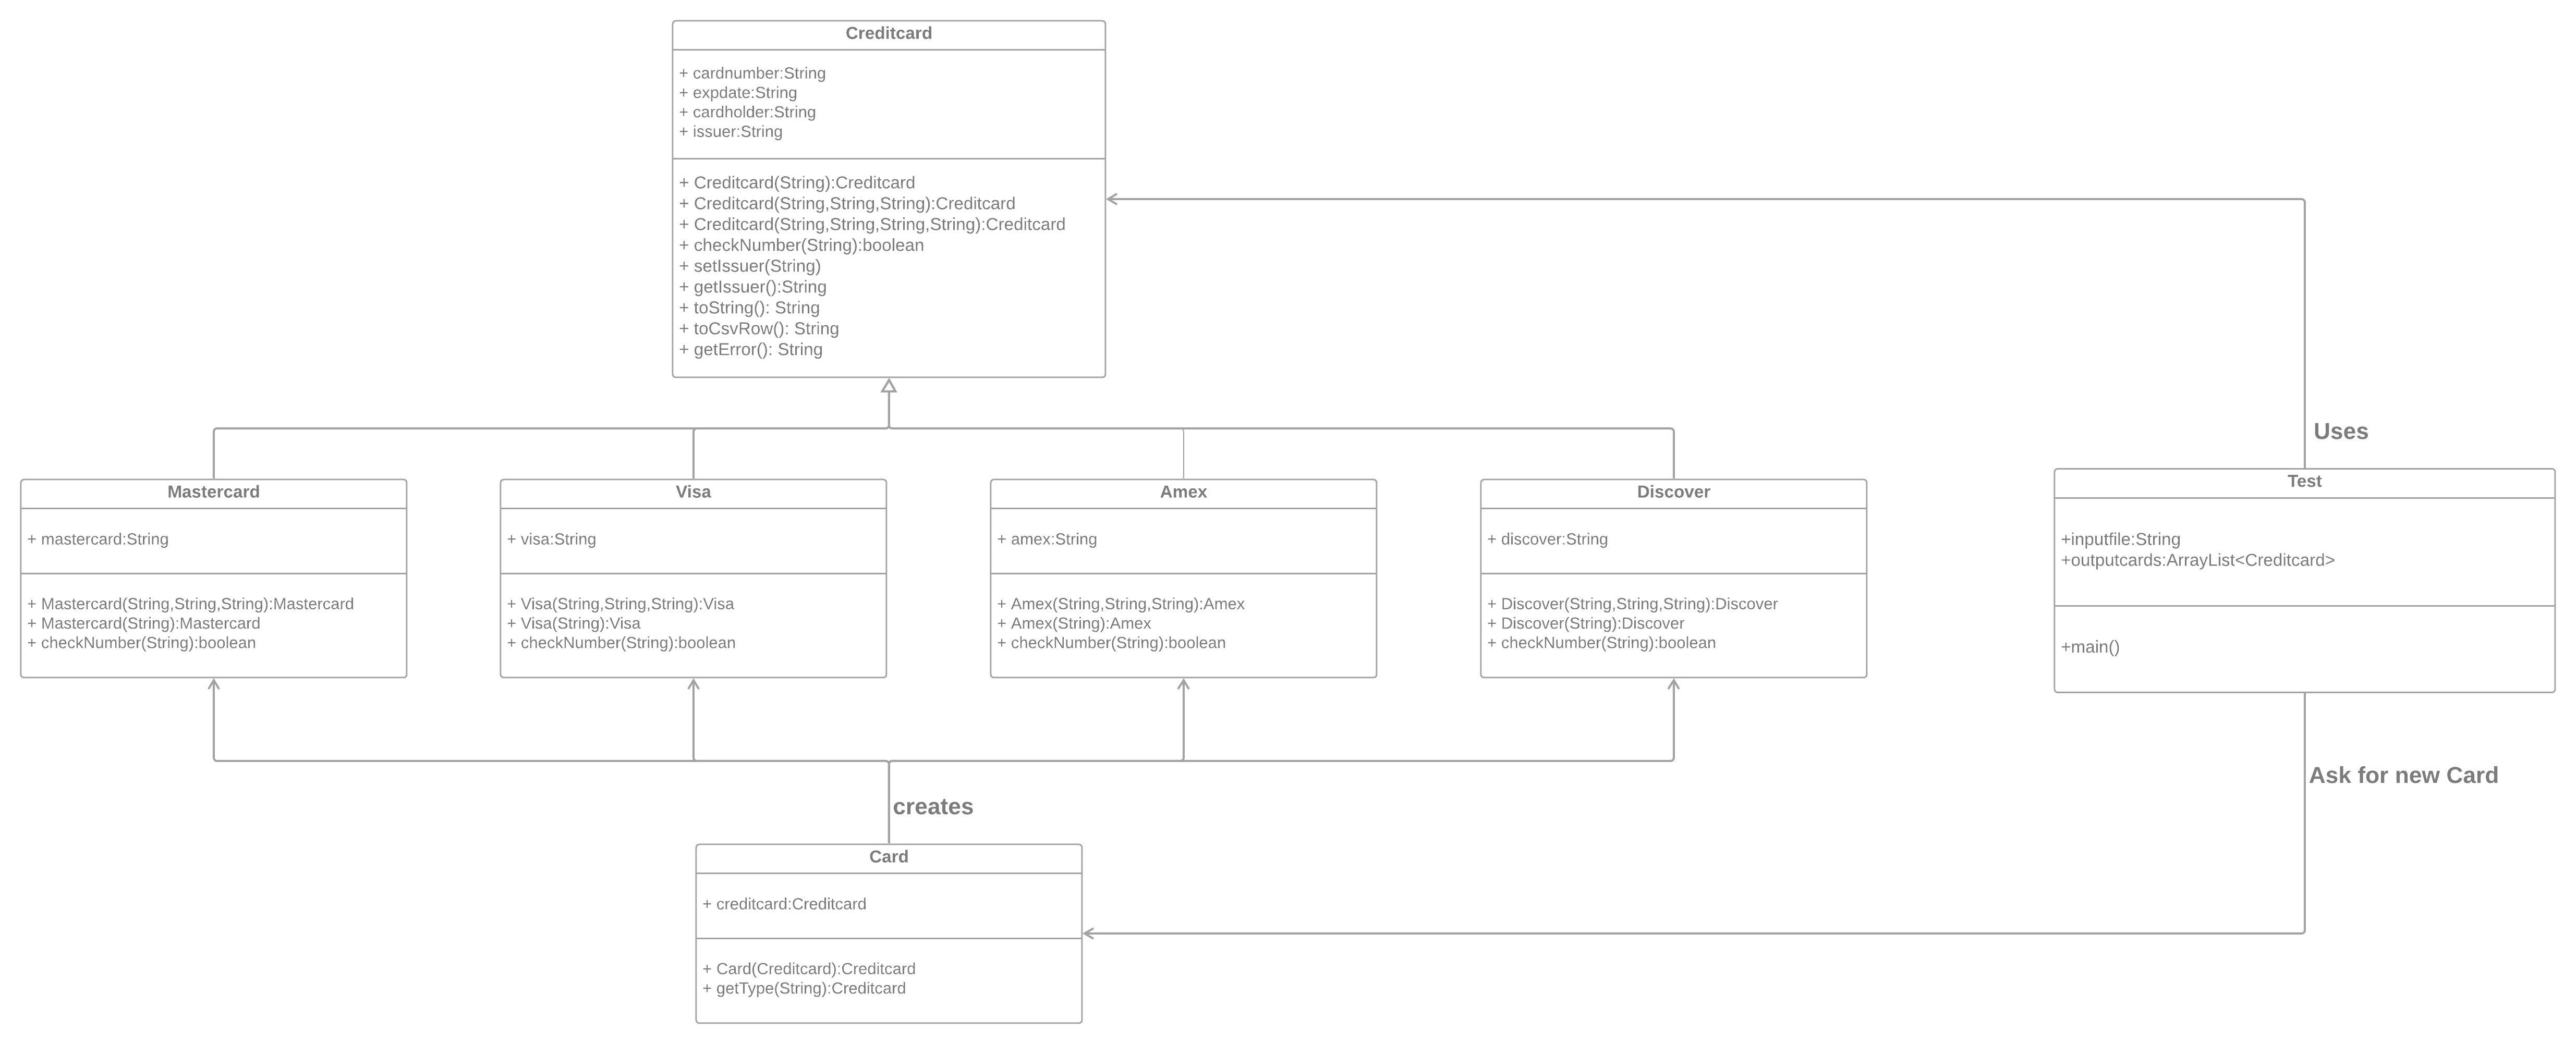 Creditcard
+ cardnumber:String
+ expdate:String
+ cardholder:String
+ issuer:String
+ Creditcard(String):Creditcard
+ Creditcard(String,String,String):Creditcard
+ Creditcard(String,String,String,String):Creditcard
+ checkNumber(String):boolean
+ setIssuer(String)
+ getIssuer():String
+ toString(): String
+ toCsvRow(): String
+ getError(): String
Uses
Mastercard
+ mastercard:String
+ Mastercard(String,String,String):Mastercard
+ Mastercard(String):Mastercard
+ checkNumber(String):boolean
Visa
+ visa:String
+ Visa(String,String,String):Visa
+ Visa(String):Visa
+ checkNumber(String):boolean
Amex
+ amex:String
+ Amex(String,String,String):Amex
+ Amex(String):Amex
+ checkNumber(String):boolean
Discover
+ discover:String
+ Discover(String,String,String):Discover
+ Discover(String):Discover
+ checkNumber(String):boolean
Test
+inputfile:String
+outputcards:ArrayList<Creditcard>
+main()
Ask for new Card
creates
Card
+ creditcard:Creditcard
+ Card(Creditcard):Creditcard
+ getType(String):Creditcard